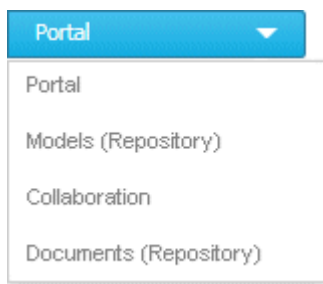 Portal
Portal
Models (Repository)
Collaboration
Documents (Repository)